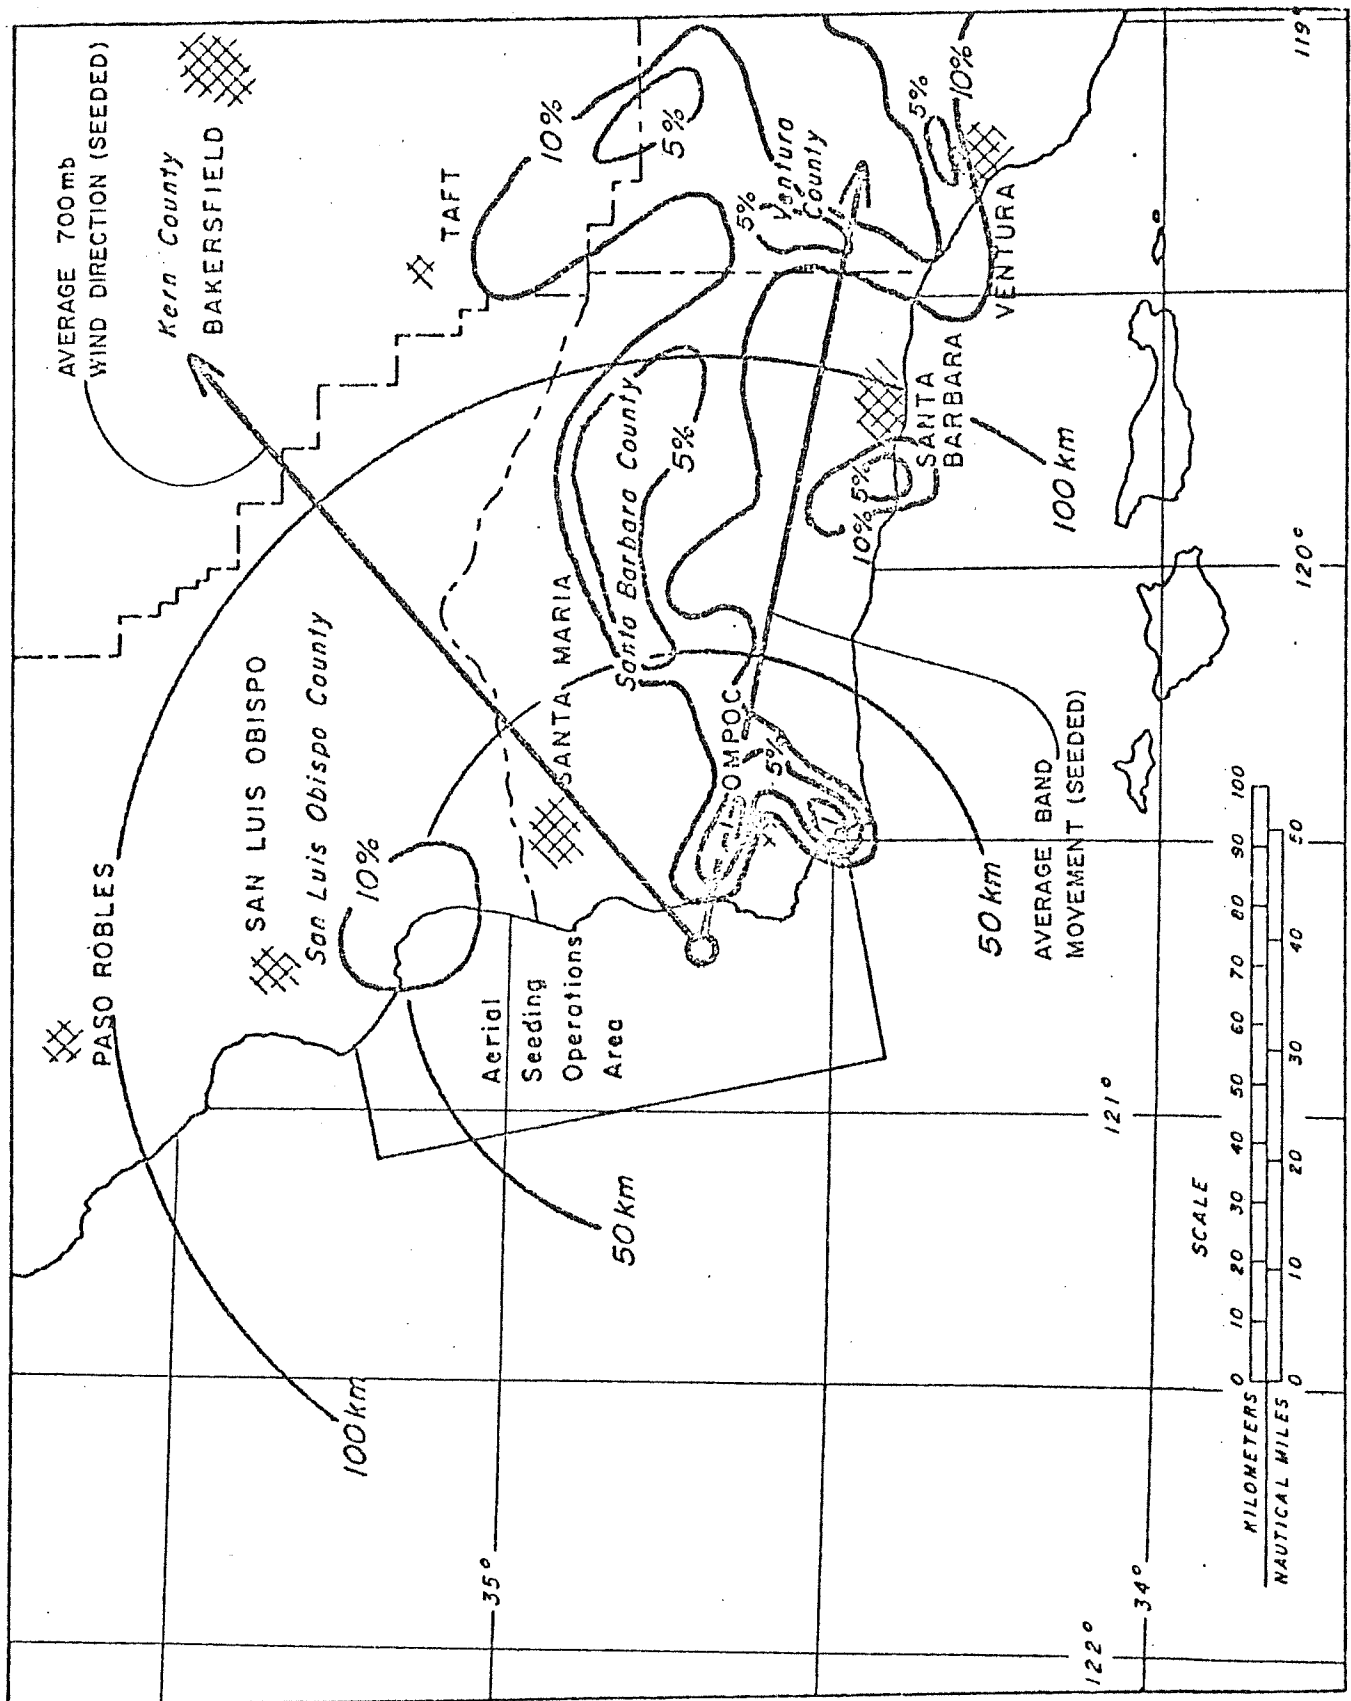 AVERAGE 700mb
WIND DIRECTION (SEEDED)
Kern County
BAKERSFIELD
TAFT
PASO ROBLES
SAN LUIS OBISPO
San Luis Obispo County
10%
10%
5%
Aerial
Seeding
Operations
Area
SANTA MARIA
Santa Barbara County
5%
LOMPOC
5%
5%
Ventura
County
5%
10%
VENTURA
SANTA
BARBARA
10%
5%
100 km
50 km
50 km
100 km
AVERAGE BAND
MOVEMENT (SEEDED)
35°
34°
122°
121°
120°
119°
SCALE
KILOMETERS
0 10 20 30 40 50 60 70 80 90 100
NAUTICAL MILES
0 10 20 30 40 50